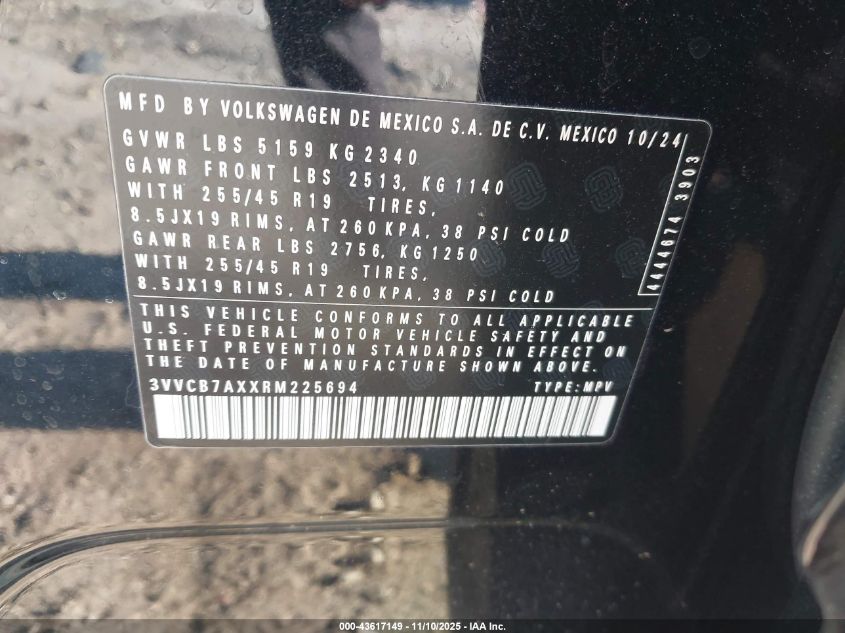 MFD BY VOLKSWAGEN DE MEXICO S.A. DE C.V. MEXICO 10/24
GVWR LBS 5159 KG 2340
GAWR FRONT LBS 2513, KG 1140
WITH 255/45 R19 TIRES,
8.5JX19 RIMS, AT 260 KPA, 38 PSI COLD
GAWR REAR LBS 2756, KG 1250
WITH 255/45 R19 TIRES,
8.5JX19 RIMS, AT 260 KPA, 38 PSI COLD
4444674 3903
THIS VEHICLE CONFORMS TO ALL APPLICABLE
U.S. FEDERAL MOTOR VEHICLE SAFETY AND
THEFT PREVENTION STANDARDS IN EFFECT ON
THE DATE OF MANUFACTURE SHOWN ABOVE.
3VVCB7AXXRM225694 TYPE: MPV
000-43617149 - 11/10/2025 - IAA Inc.